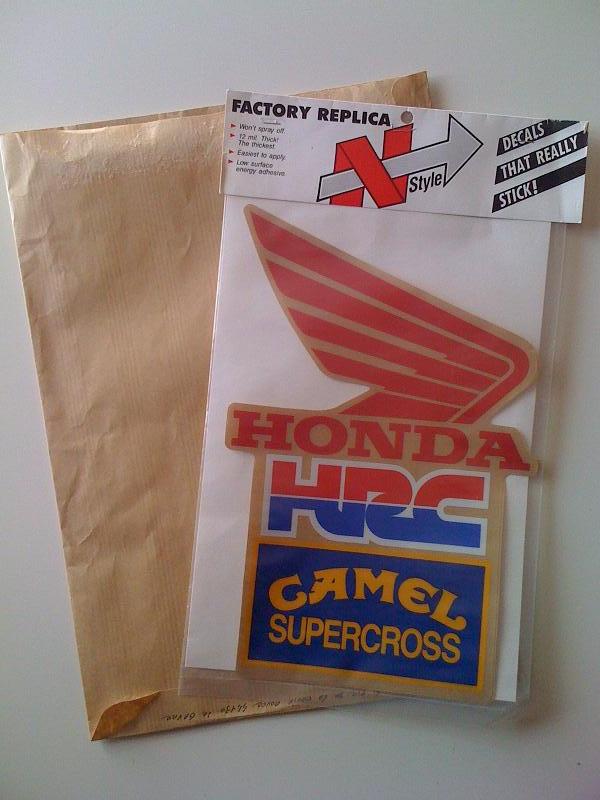 FACTORY REPLICA
Won't spray off.
12 mil. Thick!
The thickest.
Easiest to apply.
Low surface
energy adhesive.
N
Style
DECALS
THAT REALLY
STICK!
HONDA
HRC
CAMEL
SUPERCROSS